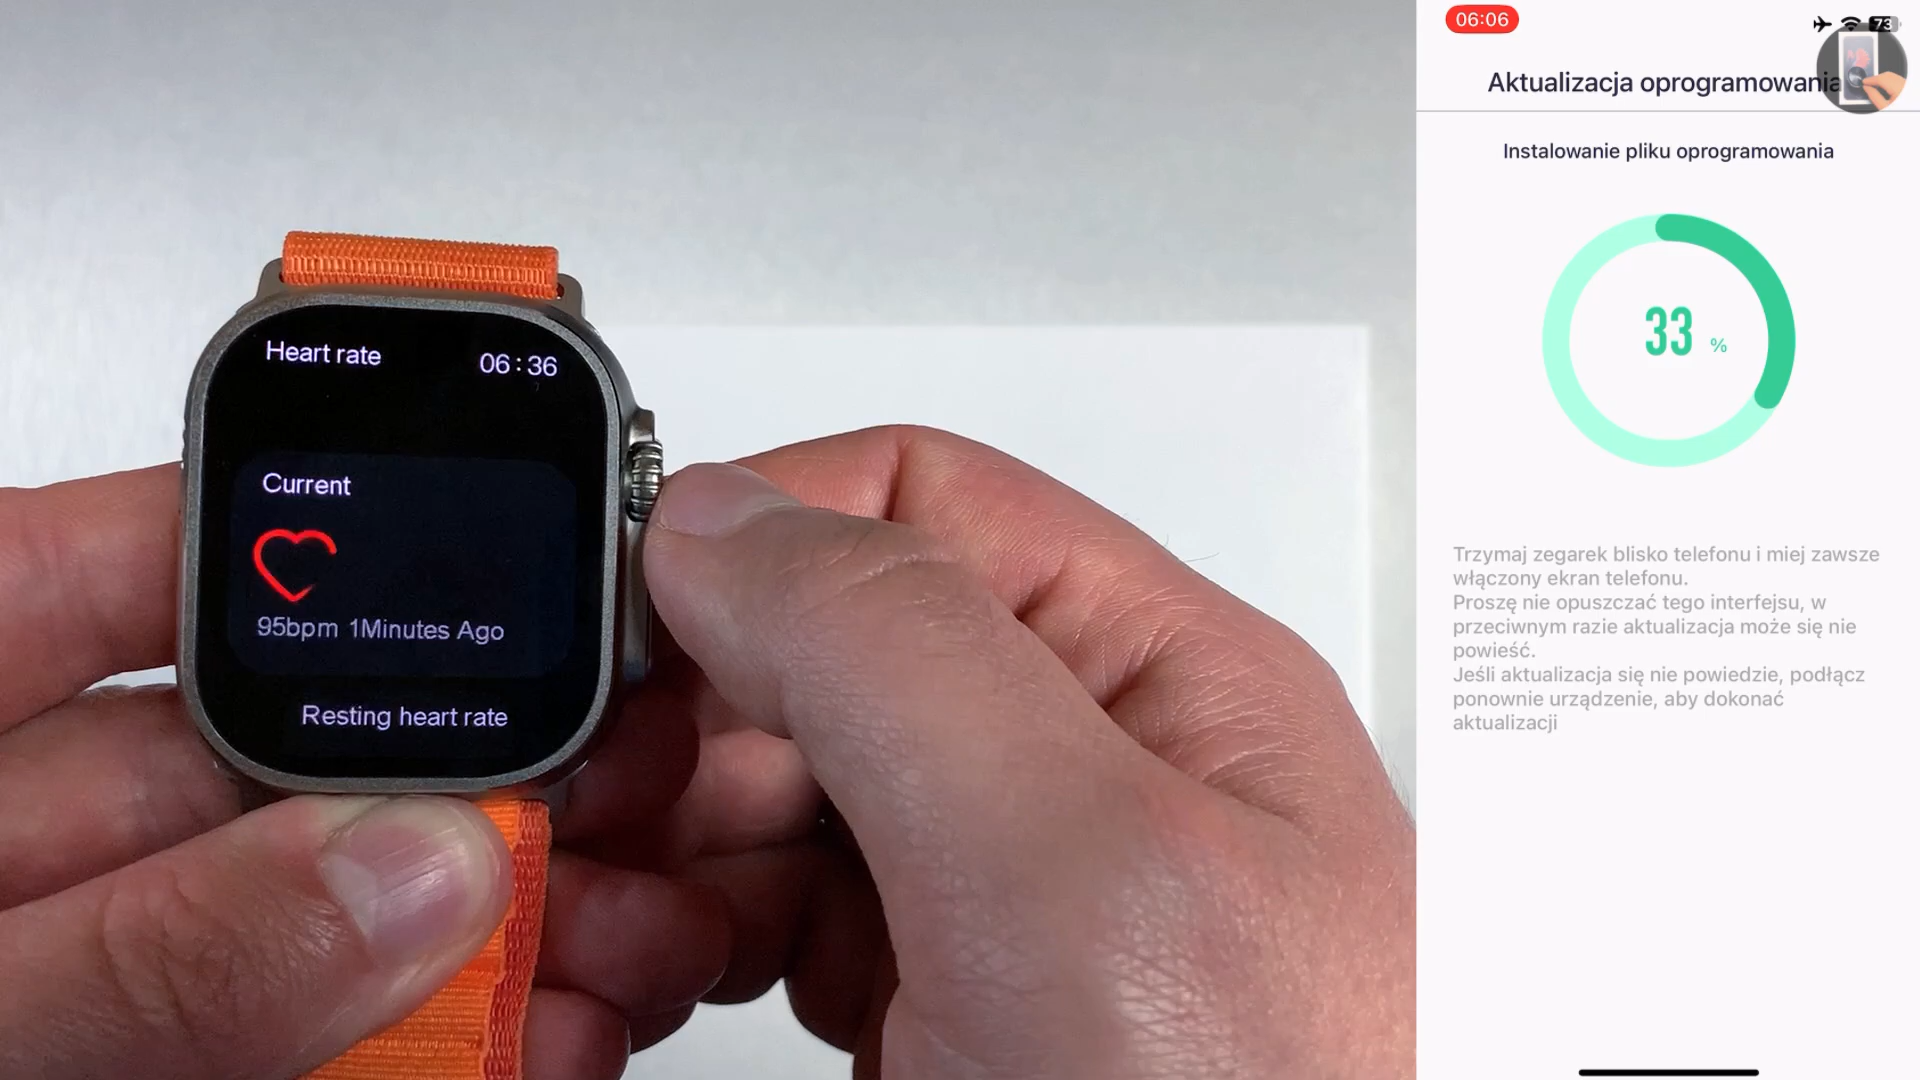 Heart rate
06:36
Current
95bpm 1Minutes Ago
Resting heart rate
06:06
73
Aktualizacja oprogramowania
Instalowanie pliku oprogramowania
33 %
Trzymaj zegarek blisko telefonu i miej zawsze
włączony ekran telefonu.
Proszę nie opuszczać tego interfejsu, w
przeciwnym razie aktualizacja może się nie
powieść.
Jeśli aktualizacja się nie powiedzie, podłącz
ponownie urządzenie, aby dokonać
aktualizacji